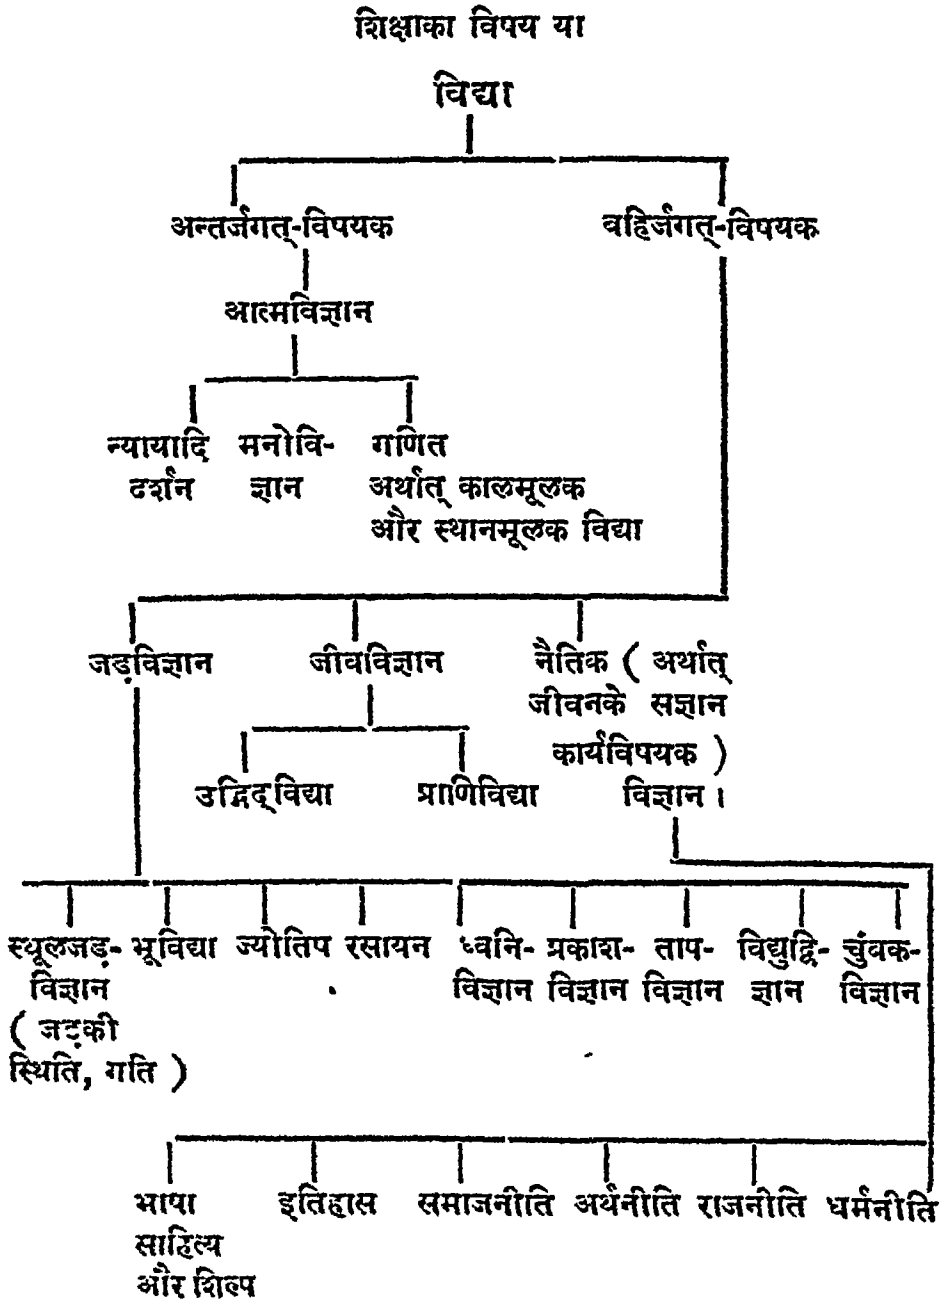 शिक्षाका विषय या
विद्या
अन्तर्जगत्-विषयक वहिर्जगत्-विषयक
आत्मविज्ञान
न्यायादि मनोवि- गणित
दर्शन ज्ञान अर्थात् कालमूलक
और स्थानमूलक विद्या
जड़विज्ञान जीवविज्ञान नैतिक ( अर्थात्
जीवनके सज्ञान
कार्यविषयक )
उद्भिद्विद्या प्राणिविद्या विज्ञान ।
स्थूलजड़- भूविद्या ज्योतिष रसायन ध्वनि- प्रकाश- ताप- विद्युद्वि- चुंवक-
विज्ञान विज्ञान विज्ञान विज्ञान ज्ञान विज्ञान
( जड़की
स्थिति, गति )
भाषा इतिहास समाजनीति अर्थनीति राजनीति धर्मनीति
साहित्य
और शिल्प